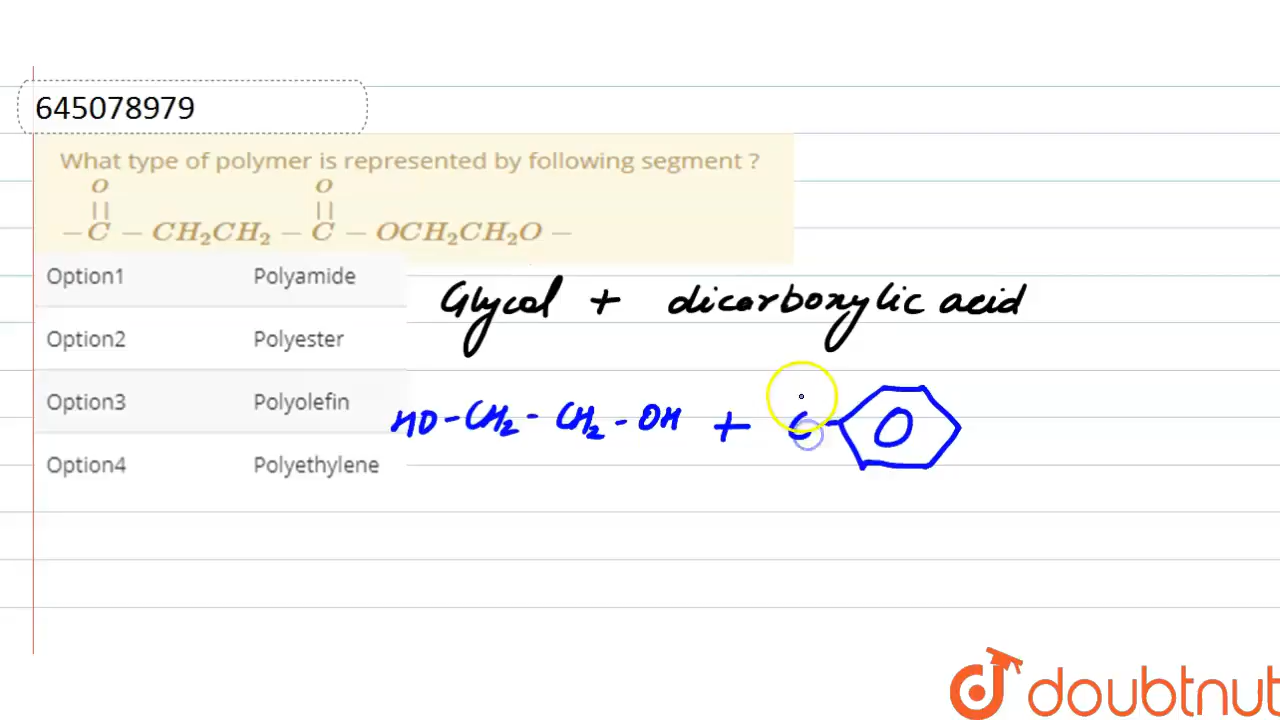 645078979
What type of polymer is represented by following segment ?
O O
|| ||
− C − CH₂CH₂ − C − OCH₂CH₂O −
Option1 Polyamide
Glycol + dicarboxylic acid
Option2 Polyester
Option3 Polyolefin
HO-CH₂-CH₂-OH + C
Option4 Polyethylene
doubtnut